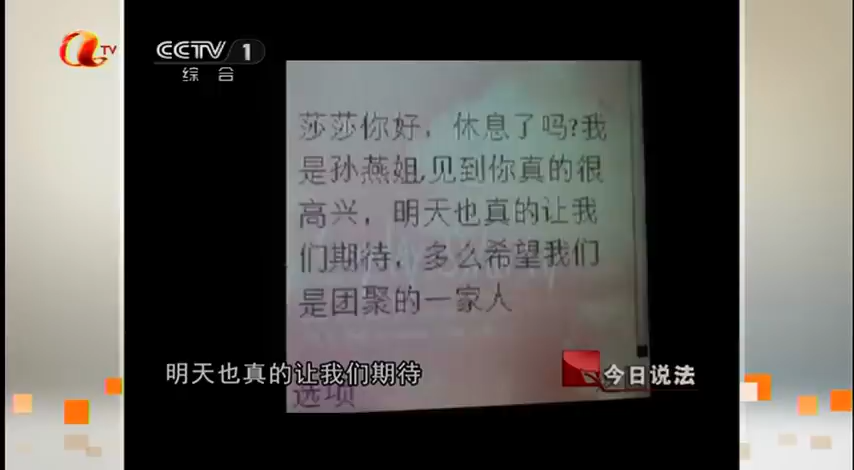 TV
CCTV 1
综合
莎莎你好，休息了吗?我
是孙燕姐,见到你真的很
高兴，明天也真的让我
们期待，多么希望我们
是团聚的一家人
明天也真的让我们期待
今日说法
选项